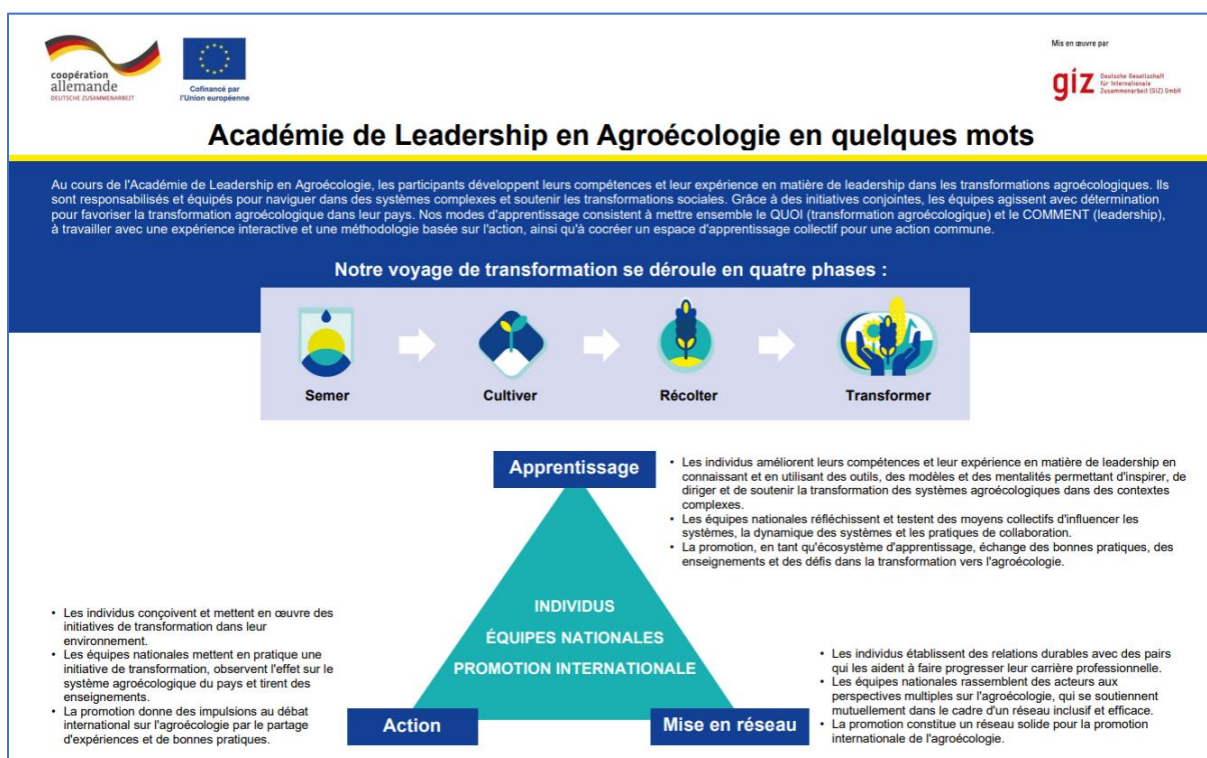 coopération
allemande
DEUTSCHE ZUSAMMENARBEIT
Cofinancé par
l'Union européenne
Mis en œuvre par
giz
Deutsche Gesellschaft
für Internationale
Zusammenarbeit (GIZ) GmbH
Académie de Leadership en Agroécologie en quelques mots
Au cours de l'Académie de Leadership en Agroécologie, les participants développent leurs compétences et leur expérience en matière de leadership dans les transformations agroécologiques. Ils
sont responsabilisés et équipés pour naviguer dans des systèmes complexes et soutenir les transformations sociales. Grâce à des initiatives conjointes, les équipes agissent avec détermination
pour favoriser la transformation agroécologique dans leur pays. Nos modes d'apprentissage consistent à mettre ensemble le QUOI (transformation agroécologique) et le COMMENT (leadership),
à travailler avec une expérience interactive et une méthodologie basée sur l'action, ainsi qu'à cocréer un espace d'apprentissage collectif pour une action commune.
Notre voyage de transformation se déroule en quatre phases :
Semer
Cultiver
Récolter
Transformer
Apprentissage
• Les individus améliorent leurs compétences et leur expérience en matière de leadership en
connaissant et en utilisant des outils, des modèles et des mentalités permettant d'inspirer, de
diriger et de soutenir la transformation des systèmes agroécologiques dans des contextes
complexes.
• Les équipes nationales réfléchissent et testent des moyens collectifs d'influencer les
systèmes, la dynamique des systèmes et les pratiques de collaboration.
• La promotion, en tant qu'écosystème d'apprentissage, échange des bonnes pratiques, des
enseignements et des défis dans la transformation vers l'agroécologie.
INDIVIDUS
ÉQUIPES NATIONALES
PROMOTION INTERNATIONALE
• Les individus conçoivent et mettent en œuvre des
initiatives de transformation dans leur
environnement.
• Les équipes nationales mettent en pratique une
initiative de transformation, observent l'effet sur le
système agroécologique du pays et tirent des
enseignements.
• La promotion donne des impulsions au débat
international sur l'agroécologie par le partage
d'expériences et de bonnes pratiques.
Action
Mise en réseau
• Les individus établissent des relations durables avec des pairs
qui les aident à faire progresser leur carrière professionnelle.
• Les équipes nationales rassemblent des acteurs aux
perspectives multiples sur l'agroécologie, qui se soutiennent
mutuellement dans le cadre d'un réseau inclusif et efficace.
• La promotion constitue un réseau solide pour la promotion
internationale de l'agroécologie.